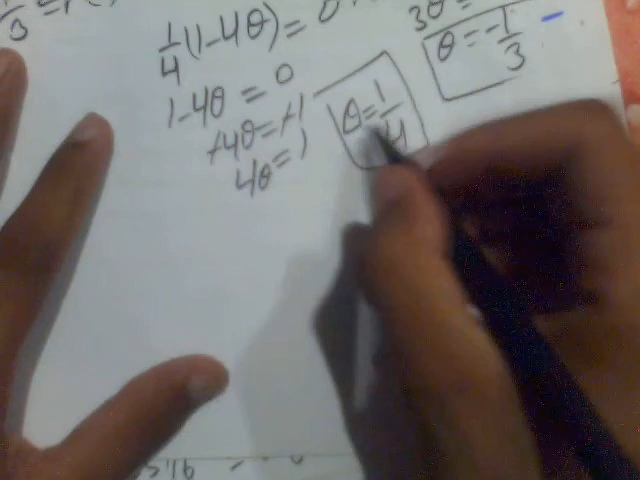 1/4(1-4θ)=0
1-4θ = 0
+4θ=+1
4θ=1
θ=1/4
3θ=
θ=-1/3